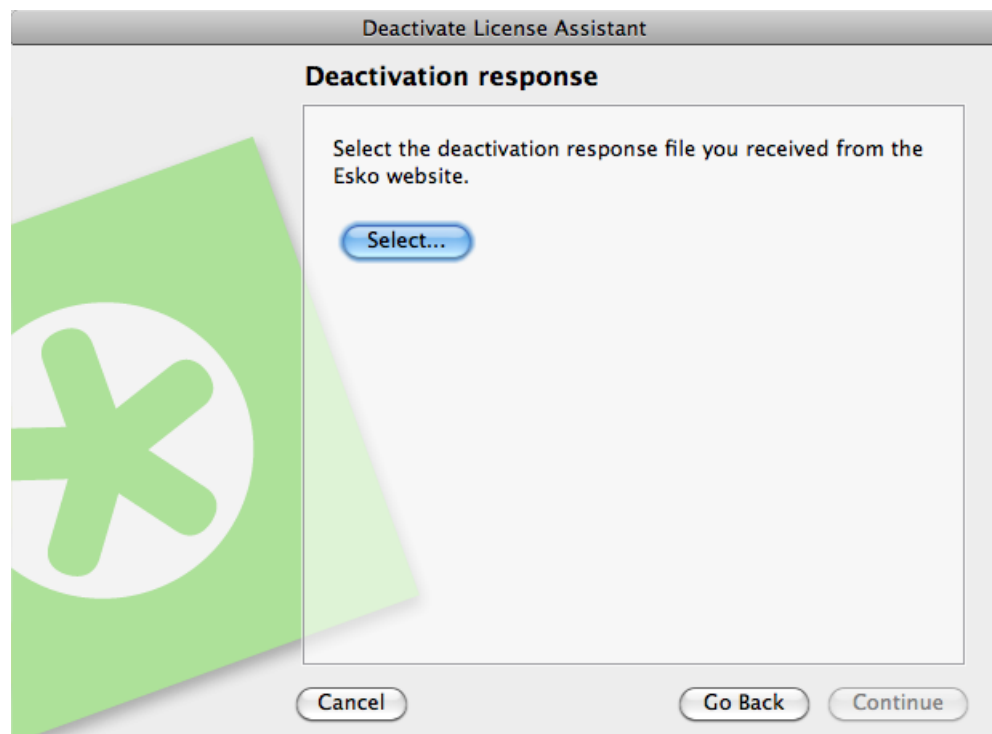 Deactivate License Assistant
Deactivation response
Select the deactivation response file you received from the
Esko website.
Select...
Cancel
Go Back
Continue